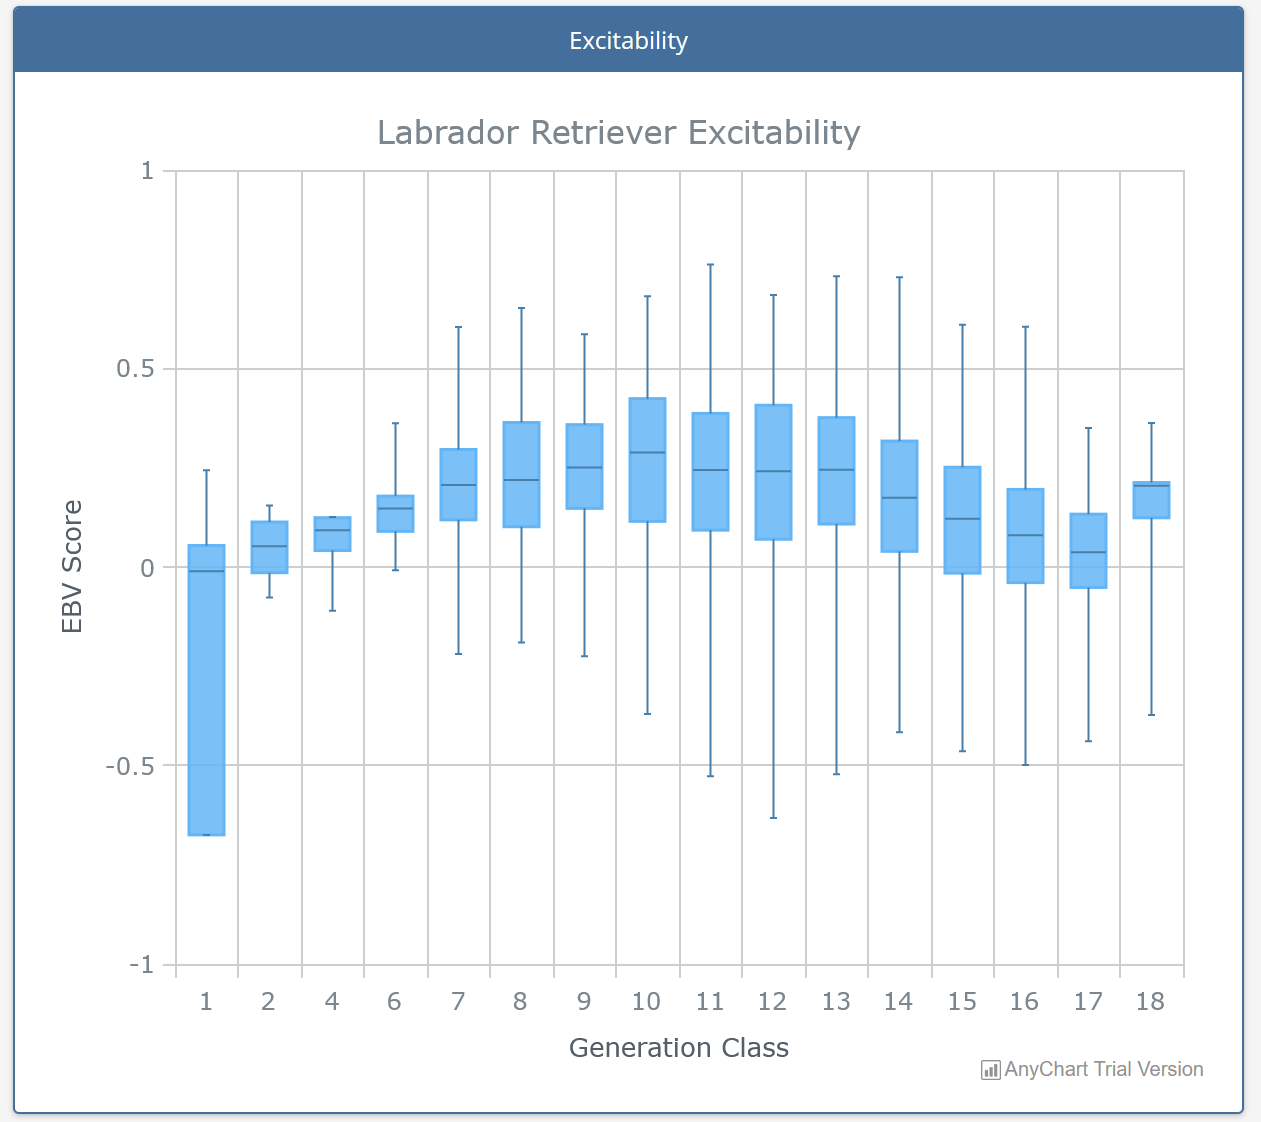 Excitability
Labrador Retriever Excitability
1
0.5
0
-0.5
-1
EBV Score
1 2 4 6 7 8 9 10 11 12 13 14 15 16 17 18
Generation Class
AnyChart Trial Version